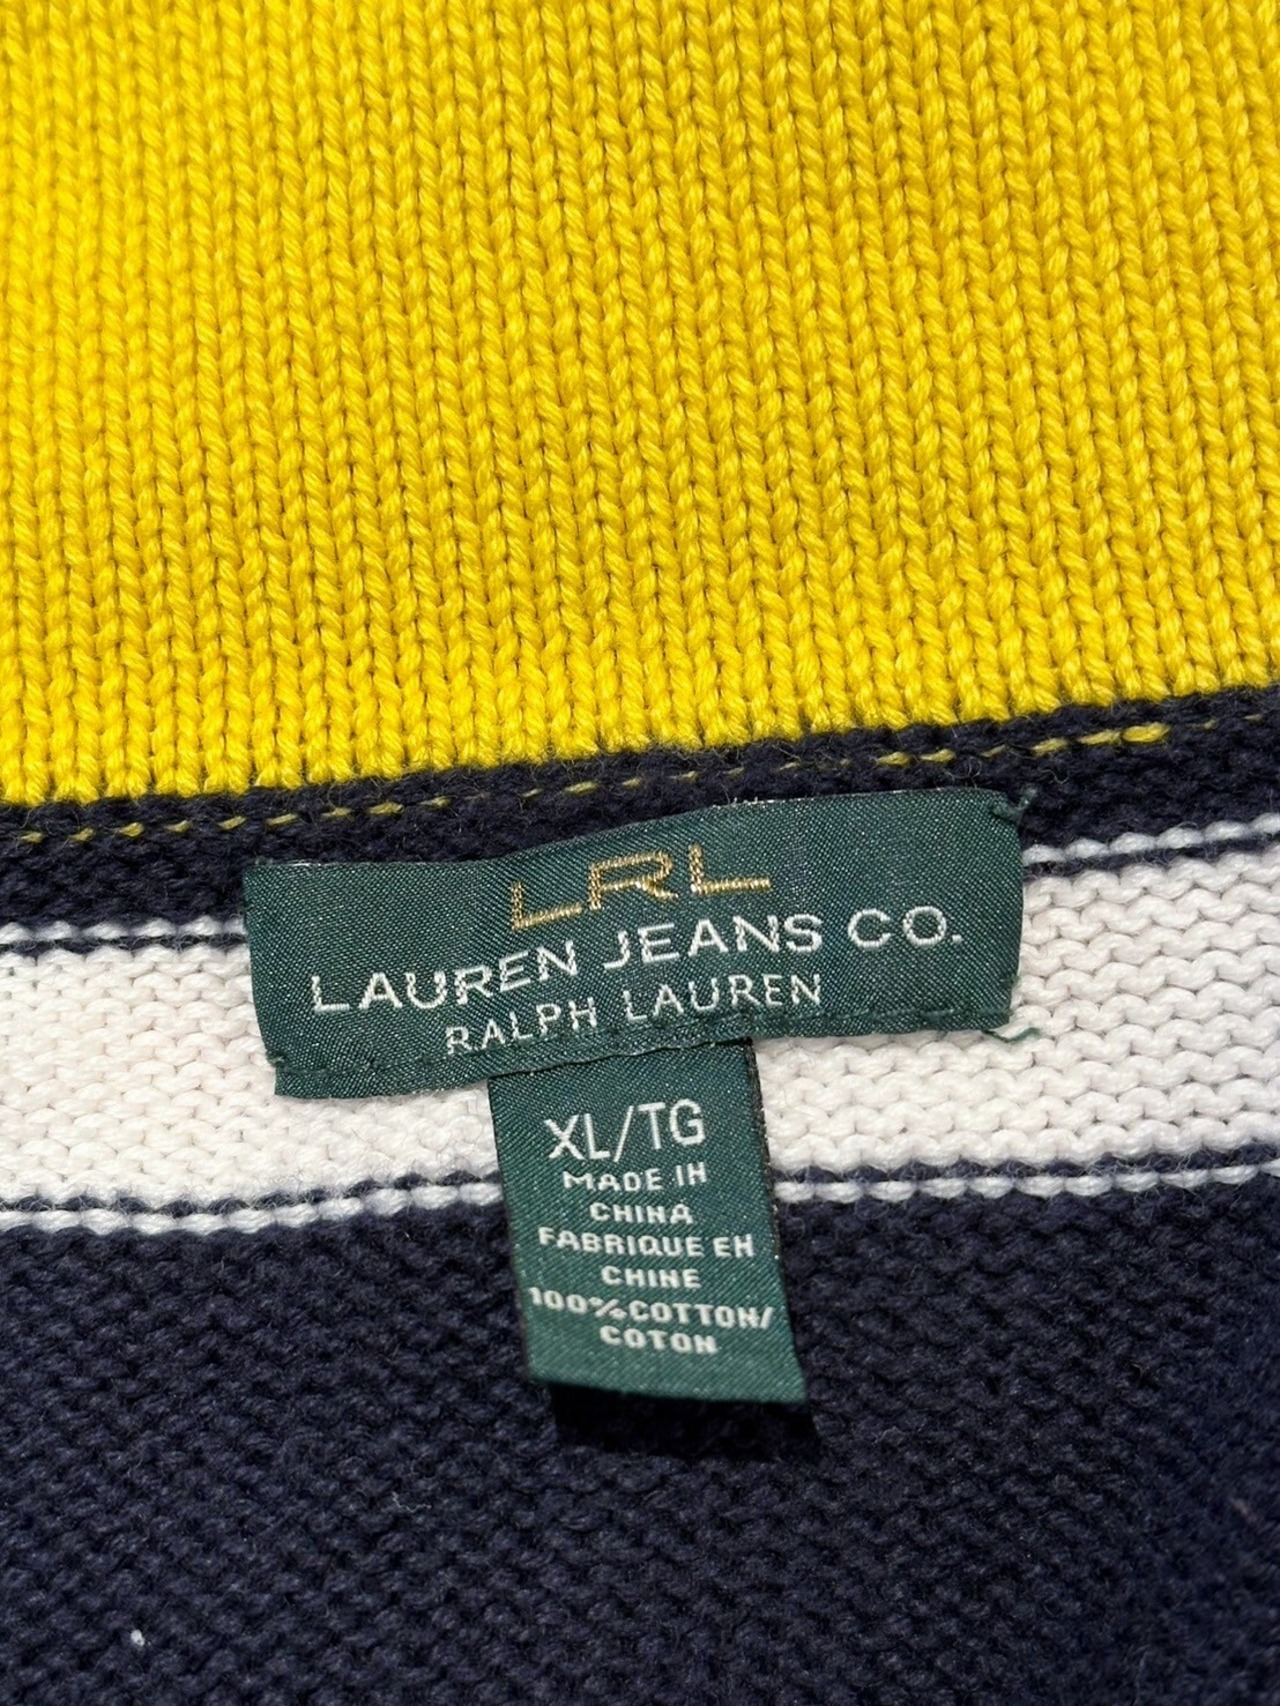 LRL
LAUREN JEANS CO.
RALPH LAUREN
XL/TG
MADE IN
CHINA
FABRIQUE EN
CHINE
100%COTTON/
COTON